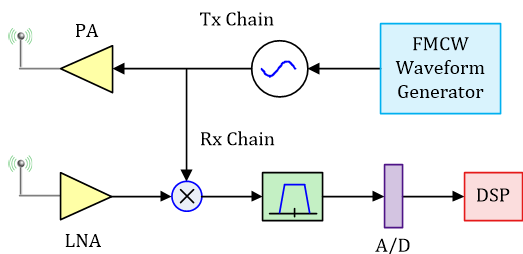 Tx Chain
PA
FMCW
Waveform
Generator
Rx Chain
LNA
A/D
DSP